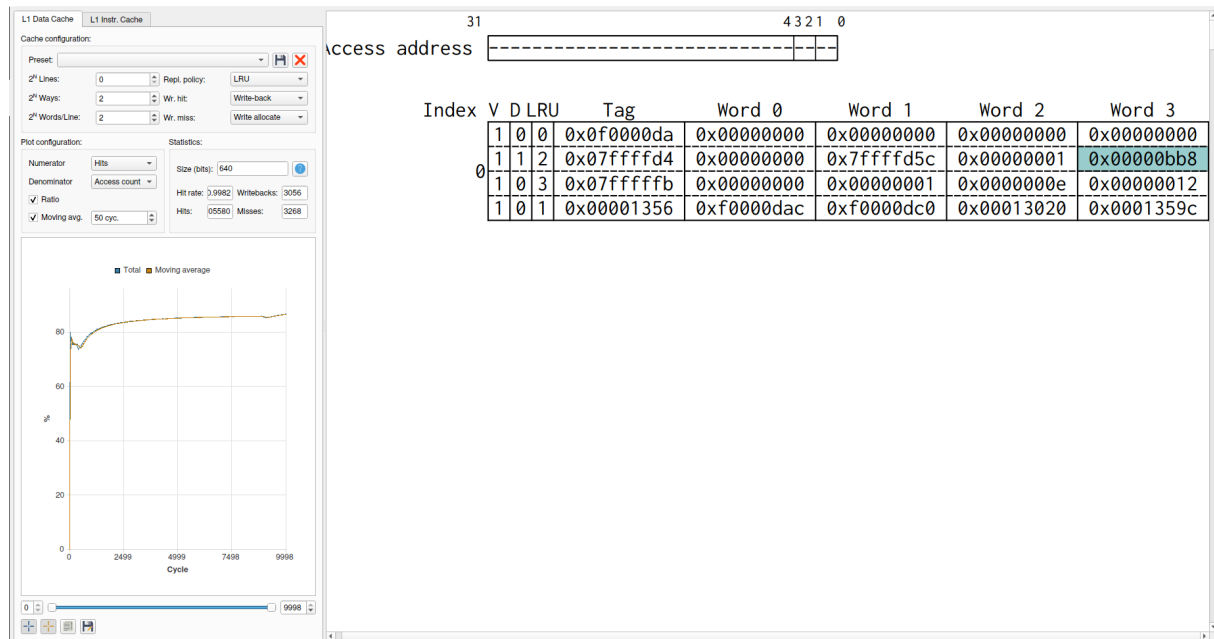 L1 Data Cache L1 Instr. Cache
Cache configuration:
Preset:
2^N Lines: 0 Repl. policy: LRU
2^N Ways: 2 Wr. hit: Write-back
2^N Words/Line: 2 Wr. miss: Write allocate
Plot configuration: Statistics:
Numerator Hits
Denominator Access count
Size (bits): 640
Ratio
Hit rate: 0.9982 Writebacks: 3056
Moving avg. 50 cyc.
Hits: 05580 Misses: 3268
Total Moving average
80
60
%
40
20
0
0 2499 4999 7498 9998
Cycle
0 9998
31 4 3 2 1 0
Access address
Index V D LRU Tag Word 0 Word 1 Word 2 Word 3
1 0 0 0x0f0000da 0x00000000 0x00000000 0x00000000 0x00000000
1 1 2 0x07ffffd4 0x00000000 0x7ffffd5c 0x00000001 0x00000bb8
0
1 0 3 0x07fffffb 0x00000000 0x00000001 0x0000000e 0x00000012
1 0 1 0x00001356 0xf0000dac 0xf0000dc0 0x00013020 0x0001359c